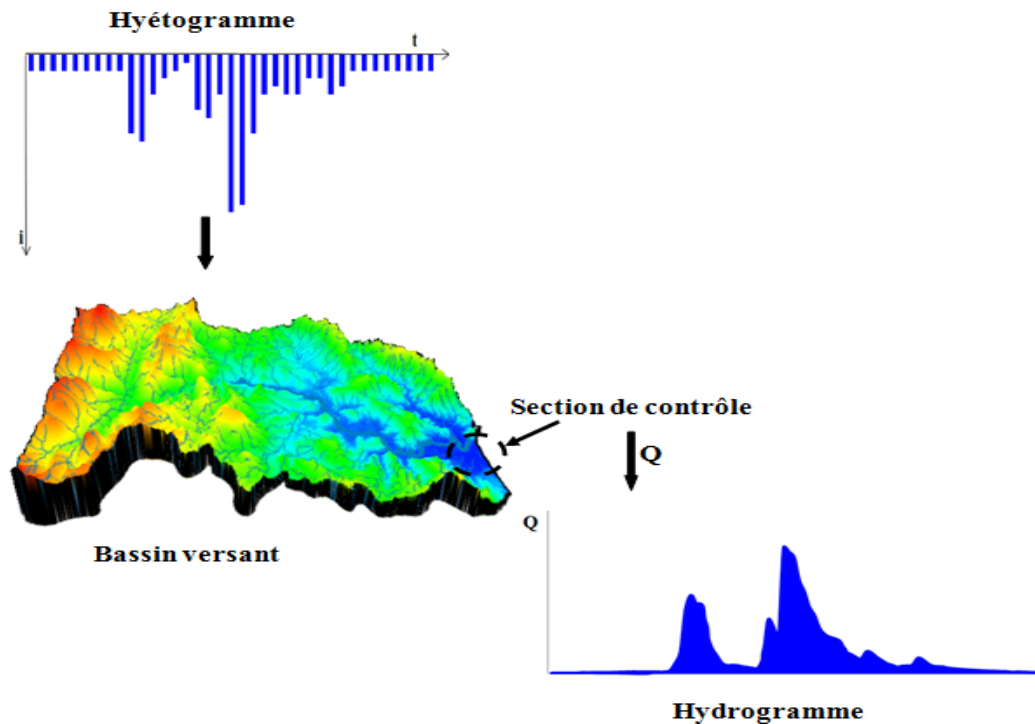 Hyétogramme
t
i
Section de contrôle
Q
Bassin versant
Q
Hydrogramme